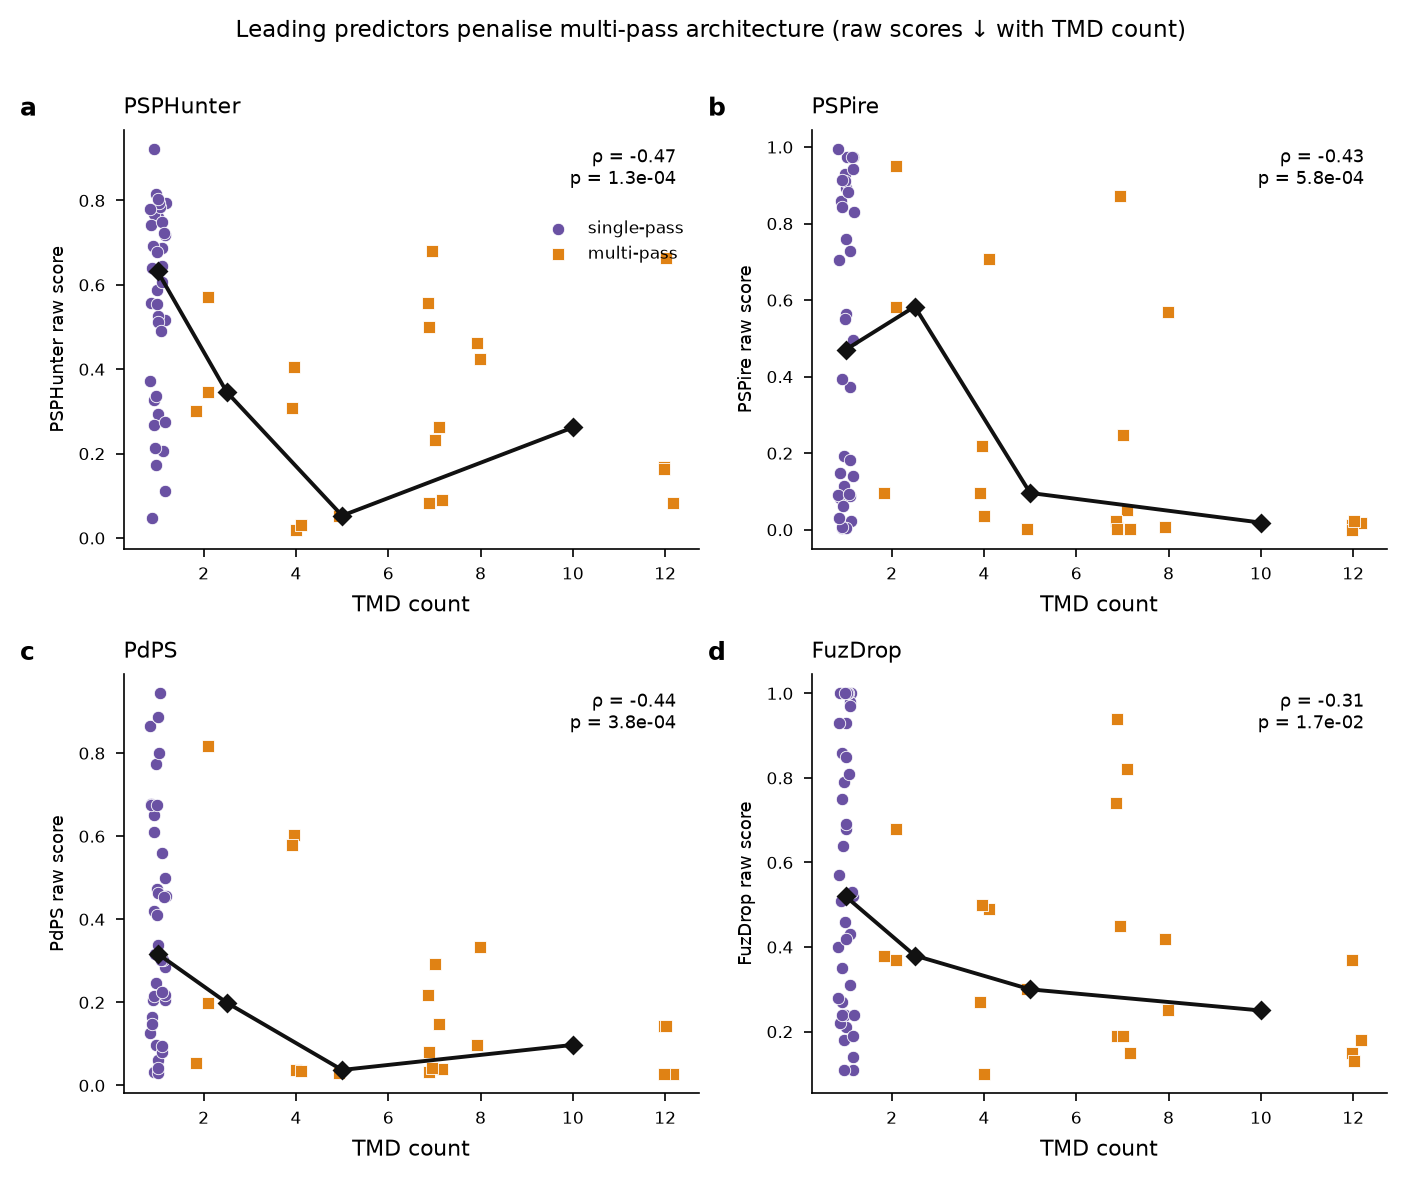 Leading predictors penalise multi-pass architecture (raw scores ↓ with TMD count)
a
PSPHunter
ρ = -0.47
p = 1.3e-04
single-pass
multi-pass
PSPHunter raw score
0.8
0.6
0.4
0.2
0.0
2 4 6 8 10 12
TMD count
b
PSPire
ρ = -0.43
p = 5.8e-04
PSPire raw score
1.0
0.8
0.6
0.4
0.2
0.0
2 4 6 8 10 12
TMD count
c
PdPS
ρ = -0.44
p = 3.8e-04
PdPS raw score
0.8
0.6
0.4
0.2
0.0
2 4 6 8 10 12
TMD count
d
FuzDrop
ρ = -0.31
p = 1.7e-02
FuzDrop raw score
1.0
0.8
0.6
0.4
0.2
2 4 6 8 10 12
TMD count